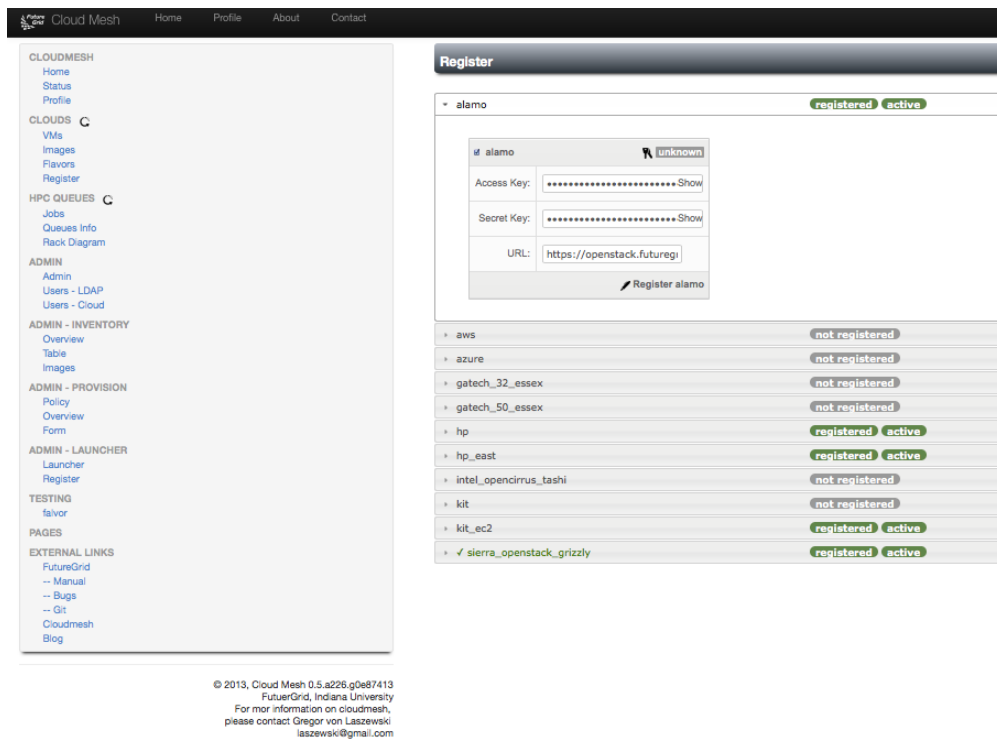 Future Grid Cloud Mesh Home Profile About Contact
CLOUDMESH
Home
Status
Profile
CLOUDS
VMs
Images
Flavors
Register
HPC QUEUES
Jobs
Queues Info
Rack Diagram
ADMIN
Admin
Users - LDAP
Users - Cloud
ADMIN - INVENTORY
Overview
Table
Images
ADMIN - PROVISION
Policy
Overview
Form
ADMIN - LAUNCHER
Launcher
Register
TESTING
falvor
PAGES
EXTERNAL LINKS
FutureGrid
-- Manual
-- Bugs
-- Git
Cloudmesh
Blog
© 2013, Cloud Mesh 0.5.a226.g0e87413
FutuerGrid, Indiana University
For mor information on cloudmesh,
please contact Gregor von Laszewski
laszewski@gmail.com
Register
alamo registered active
alamo unknown
Access Key: •••••••••••••••••••••••• Show
Secret Key: •••••••••••••••••••••••• Show
URL: https://openstack.futuregr
Register alamo
aws not registered
azure not registered
gatech_32_essex not registered
gatech_50_essex not registered
hp registered active
hp_east registered active
intel_opencirrus_tashi not registered
kit not registered
kit_ec2 registered active
✓ sierra_openstack_grizzly registered active